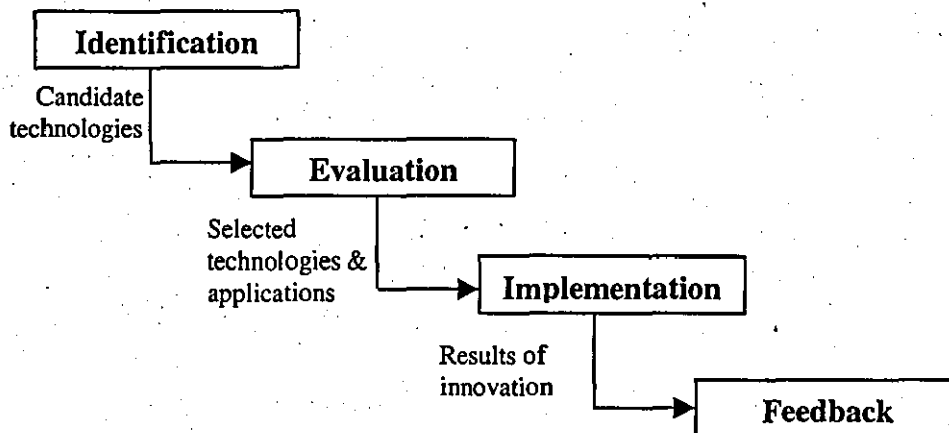 Identification
Candidate
technologies
Evaluation
Selected
technologies &
applications
Implementation
Results of
innovation
Feedback